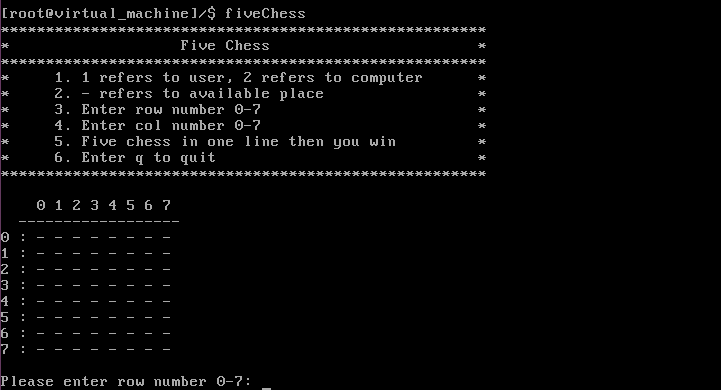 [root@virtual_machine]/$ fiveChess
*****************************************************
*                   Five Chess                      *
*****************************************************
*     1. 1 refers to user, 2 refers to computer      *
*     2. - refers to available place                 *
*     3. Enter row number 0-7                        *
*     4. Enter col number 0-7                        *
*     5. Five chess in one line then you win         *
*     6. Enter q to quit                             *
*****************************************************
0 1 2 3 4 5 6 7
------------------
0 : - - - - - - - -
1 : - - - - - - - -
2 : - - - - - - - -
3 : - - - - - - - -
4 : - - - - - - - -
5 : - - - - - - - -
6 : - - - - - - - -
7 : - - - - - - - -
Please enter row number 0-7: _